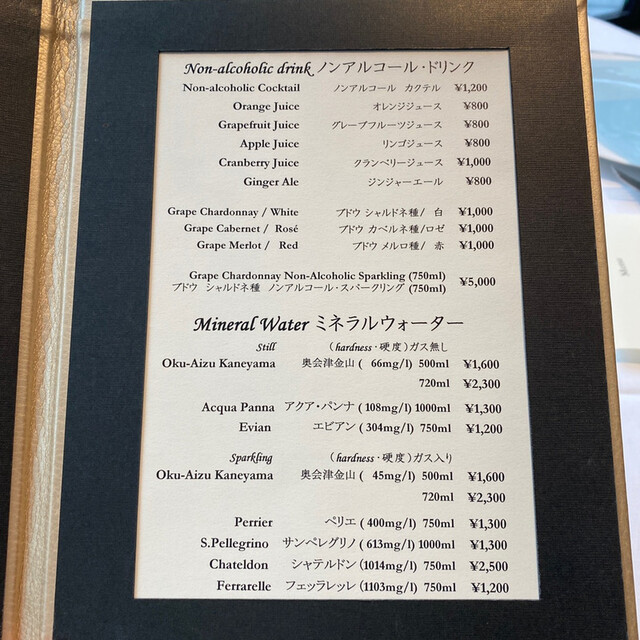 Non-alcoholic drink ノンアルコール・ドリンク
Non-alcoholic Cocktail ノンアルコール カクテル ¥1,200
Orange Juice オレンジジュース ¥800
Grapefruit Juice グレープフルーツジュース ¥800
Apple Juice リンゴジュース ¥800
Cranberry Juice クランベリージュース ¥1,000
Ginger Ale ジンジャーエール ¥800
Grape Chardonnay / White ブドウ シャルドネ種/ 白 ¥1,000
Grape Cabernet / Rosé ブドウ カベルネ種/ロゼ ¥1,000
Grape Merlot / Red ブドウ メルロ種/ 赤 ¥1,000
Grape Chardonnay Non-Alcoholic Sparkling (750ml)
ブドウ シャルドネ種 ノンアルコール・スパークリング (750ml) ¥5,000
Mineral Water ミネラルウォーター
Still (hardness・硬度)ガス無し
Oku-Aizu Kaneyama 奥会津金山 ( 66mg/l) 500ml ¥1,600
720ml ¥2,300
Acqua Panna アクア・パンナ ( 108mg/l) 1000ml ¥1,300
Evian エビアン ( 304mg/l) 750ml ¥1,200
Sparkling (hardness・硬度)ガス入り
Oku-Aizu Kaneyama 奥会津金山 ( 45mg/l) 500ml ¥1,600
720ml ¥2,300
Perrier ペリエ ( 400mg/l) 750ml ¥1,300
S.Pellegrino サンペレグリノ ( 613mg/l) 1000ml ¥1,300
Chateldon シャテルドン (1014mg/l) 750ml ¥2,500
Ferrarelle フェッラレッレ (1103mg/l) 750ml ¥1,200